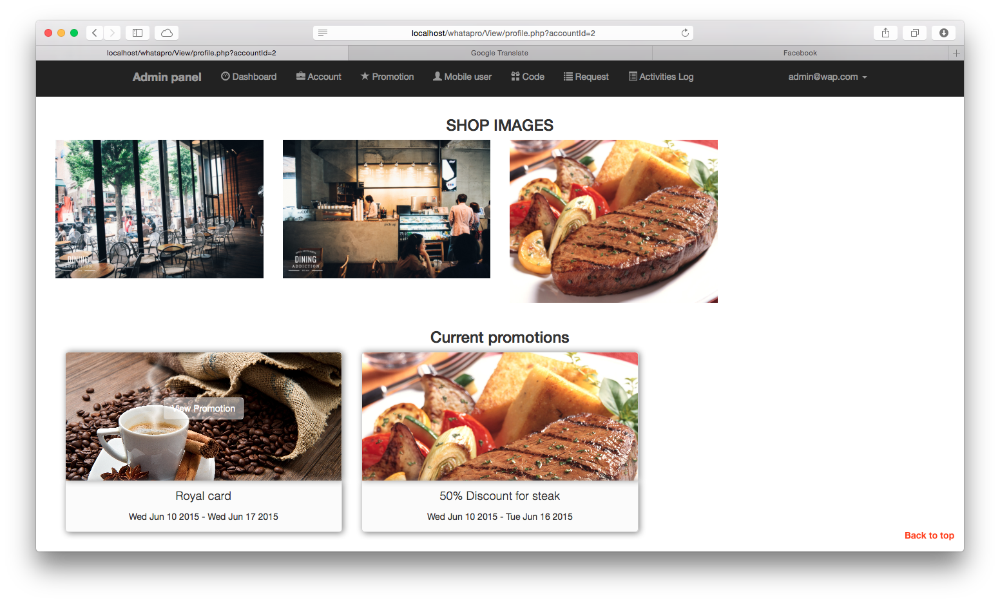 localhost/whatapro/View/profile.php?accountId=2
localhost/whatapro/View/profile.php?accountId=2
Google Translate
Facebook
Admin panel
Dashboard
Account
Promotion
Mobile user
Code
Request
Activities Log
admin@wap.com
SHOP IMAGES
DINING
ADDICTION
DINING
ADDICTION
Current promotions
View Promotion
Royal card
Wed Jun 10 2015 - Wed Jun 17 2015
50% Discount for steak
Wed Jun 10 2015 - Tue Jun 16 2015
Back to top